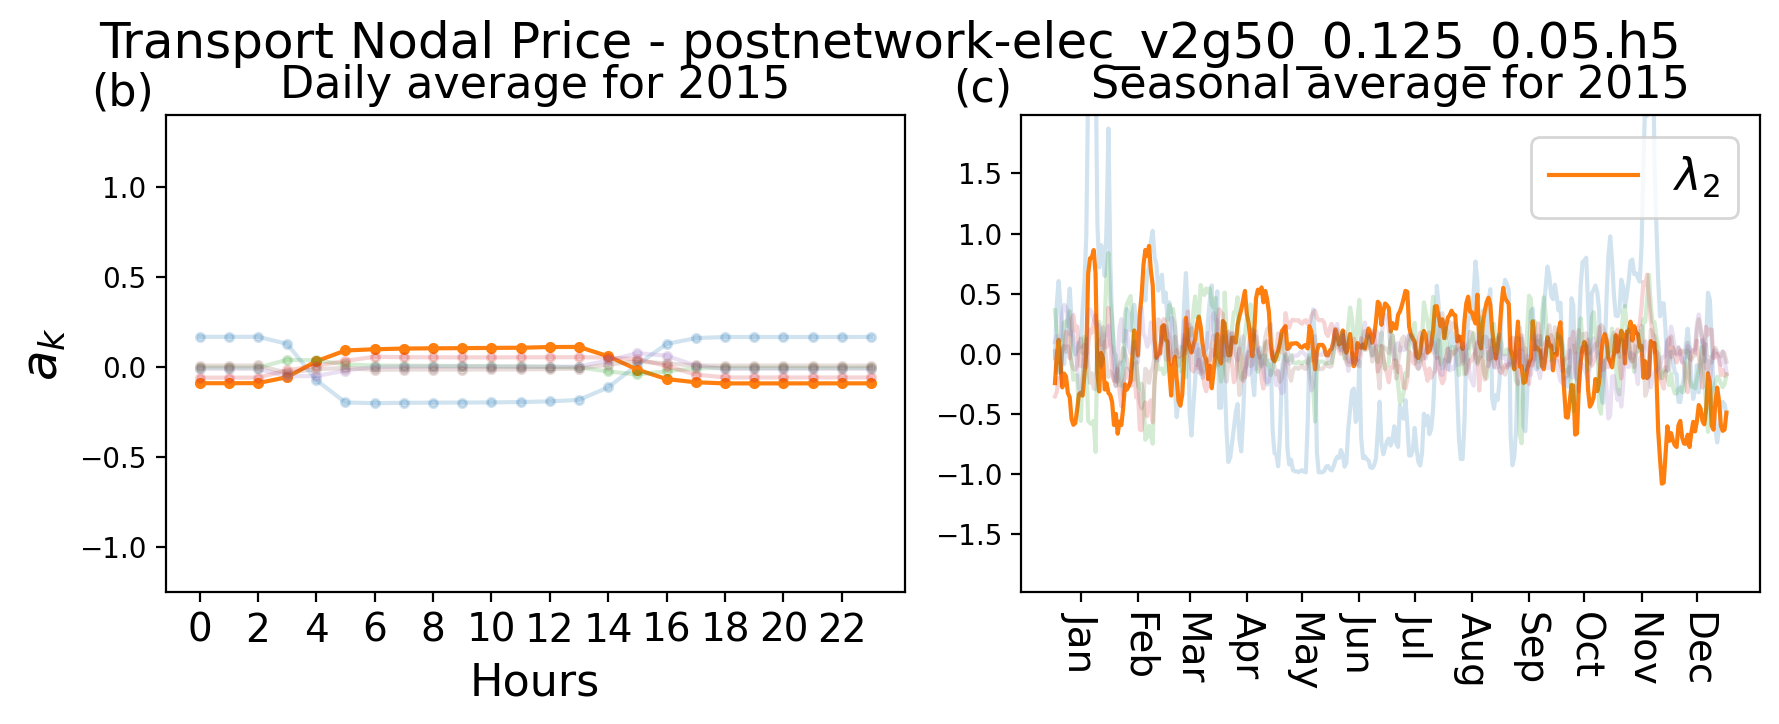 Transport Nodal Price - postnetwork-elec_v2g50_0.125_0.05.h5
(b) Daily average for 2015
1.0
0.5
0.0
−0.5
−1.0
a_k
0 2 4 6 8 10 12 14 16 18 20 22
Hours
(c) Seasonal average for 2015
λ_2
1.5
1.0
0.5
0.0
−0.5
−1.0
−1.5
Jan Feb Mar Apr May Jun Jul Aug Sep Oct Nov Dec